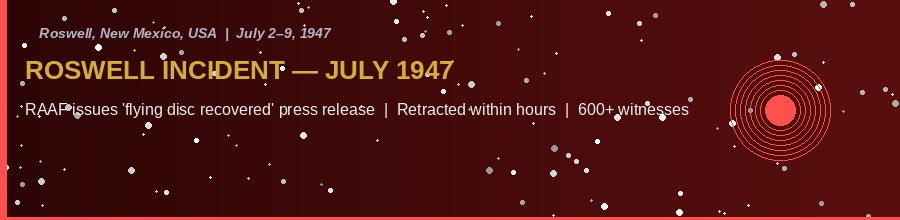 Roswell, New Mexico, USA | July 2–9, 1947
ROSWELL INCIDENT — JULY 1947
RAAF issues 'flying disc recovered' press release | Retracted within hours | 600+ witnesses